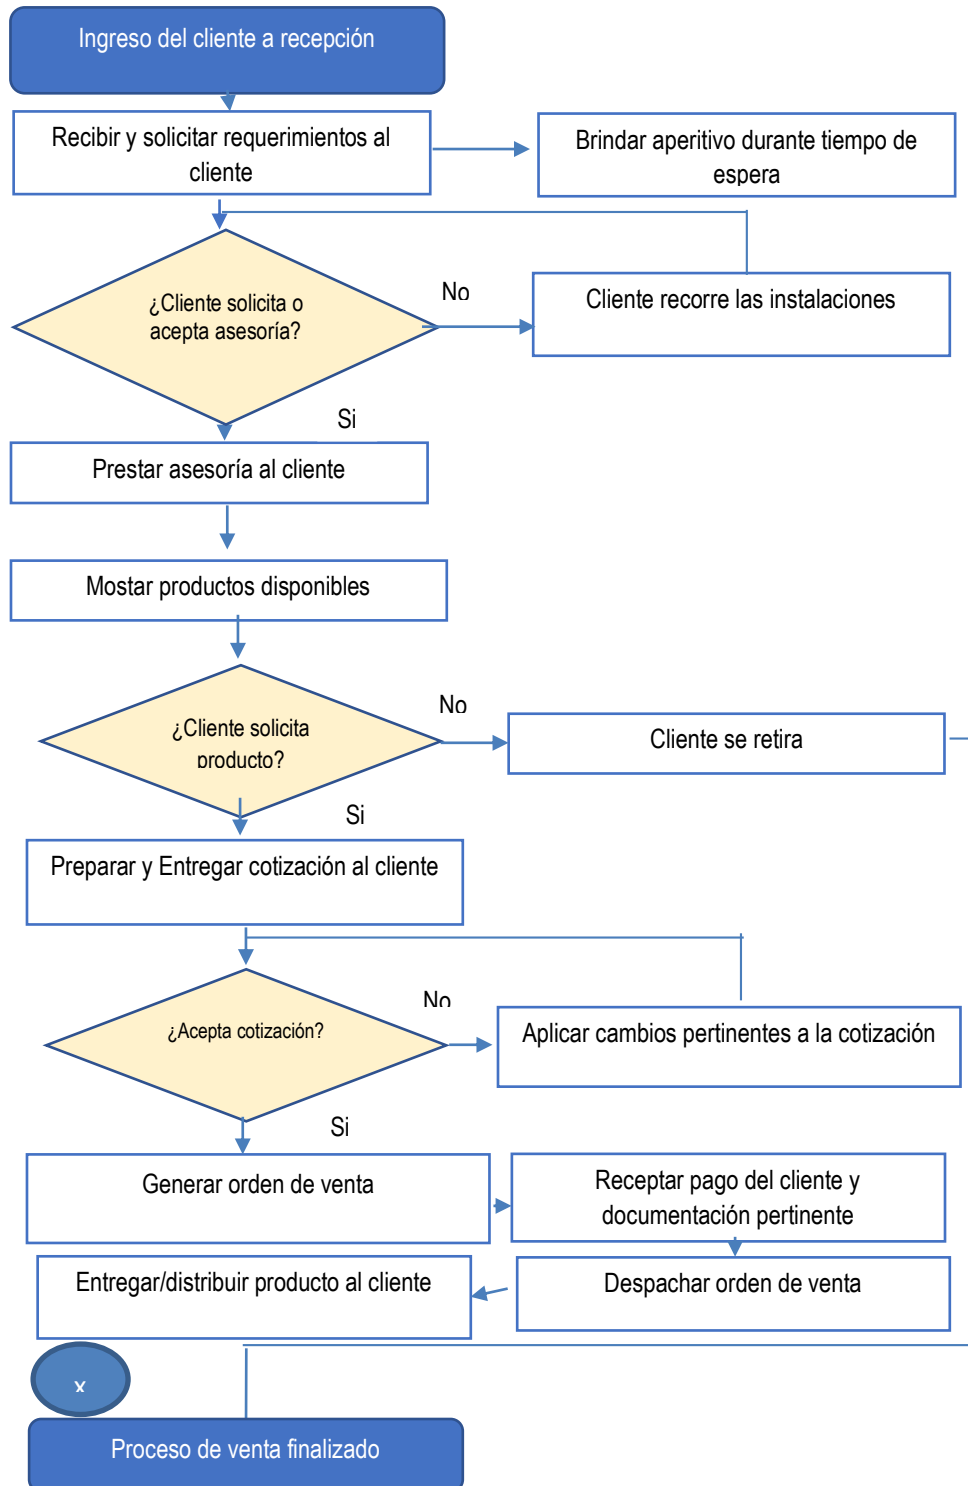 Ingreso del cliente a recepción
Recibir y solicitar requerimientos al
cliente
Brindar aperitivo durante tiempo de
espera
¿Cliente solicita o
acepta asesoría?
No
Cliente recorre las instalaciones
Si
Prestar asesoría al cliente
Mostar productos disponibles
¿Cliente solicita
producto?
No
Cliente se retira
Si
Preparar y Entregar cotización al cliente
¿Acepta cotización?
No
Aplicar cambios pertinentes a la cotización
Si
Generar orden de venta
Receptar pago del cliente y
documentación pertinente
Entregar/distribuir producto al cliente
Despachar orden de venta
x
Proceso de venta finalizado